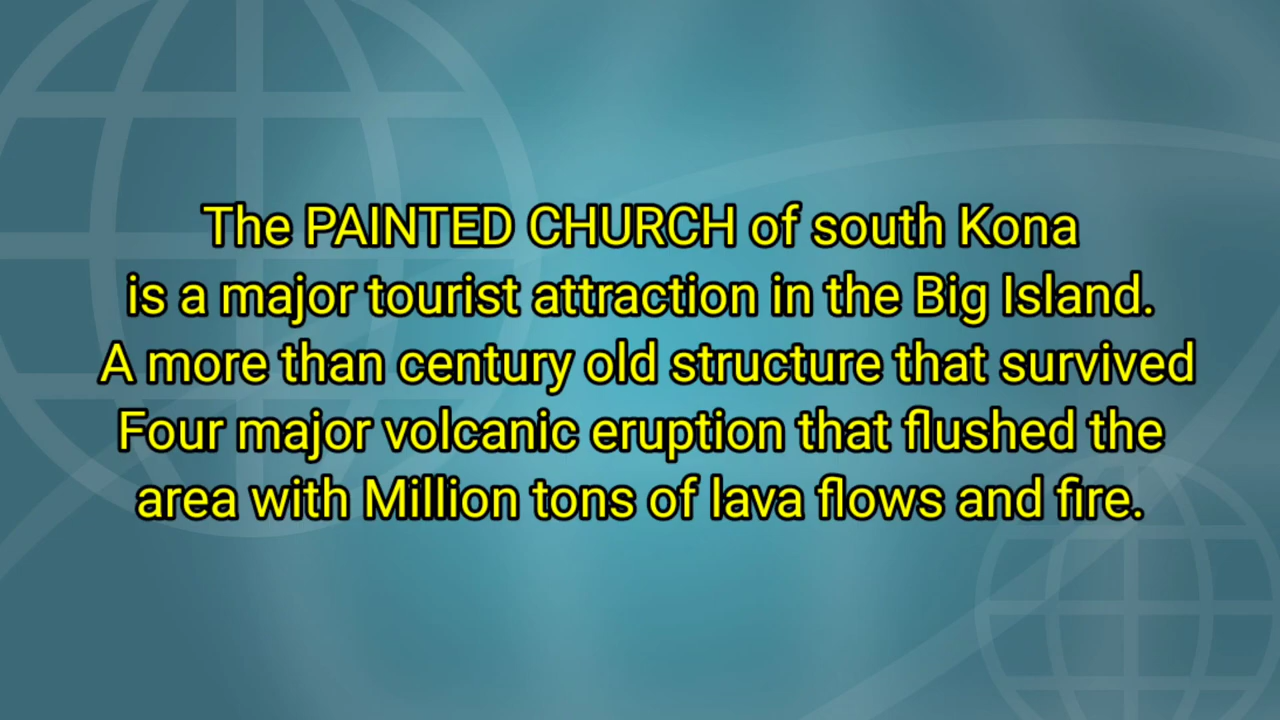 The PAINTED CHURCH of south Kona
is a major tourist attraction in the Big Island.
A more than century old structure that survived
Four major volcanic eruption that flushed the
area with Million tons of lava flows and fire.